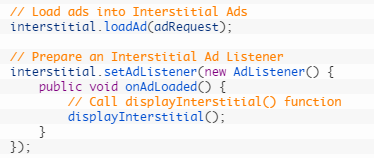 // Load ads into Interstitial Ads
interstitial.loadAd(adRequest);

// Prepare an Interstitial Ad Listener
interstitial.setAdListener(new AdListener() {
    public void onAdLoaded() {
        // Call displayInterstitial() function
        displayInterstitial();
    }
});